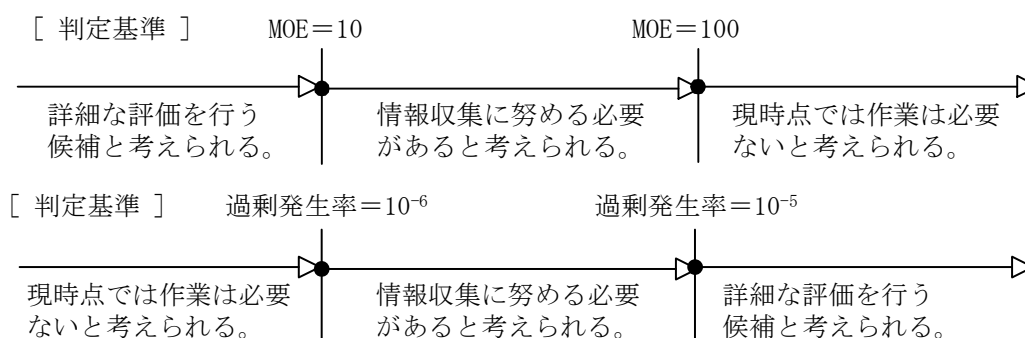 [ 判定基準 ] MOE＝10 MOE＝100
詳細な評価を行う 情報収集に努める必要 現時点では作業は必要
候補と考えられる。 があると考えられる。 ないと考えられる。
[ 判定基準 ] 過剰発生率＝10⁻⁶ 過剰発生率＝10⁻⁵
現時点では作業は必要 情報収集に努める必要 詳細な評価を行う
ないと考えられる。 があると考えられる。 候補と考えられる。